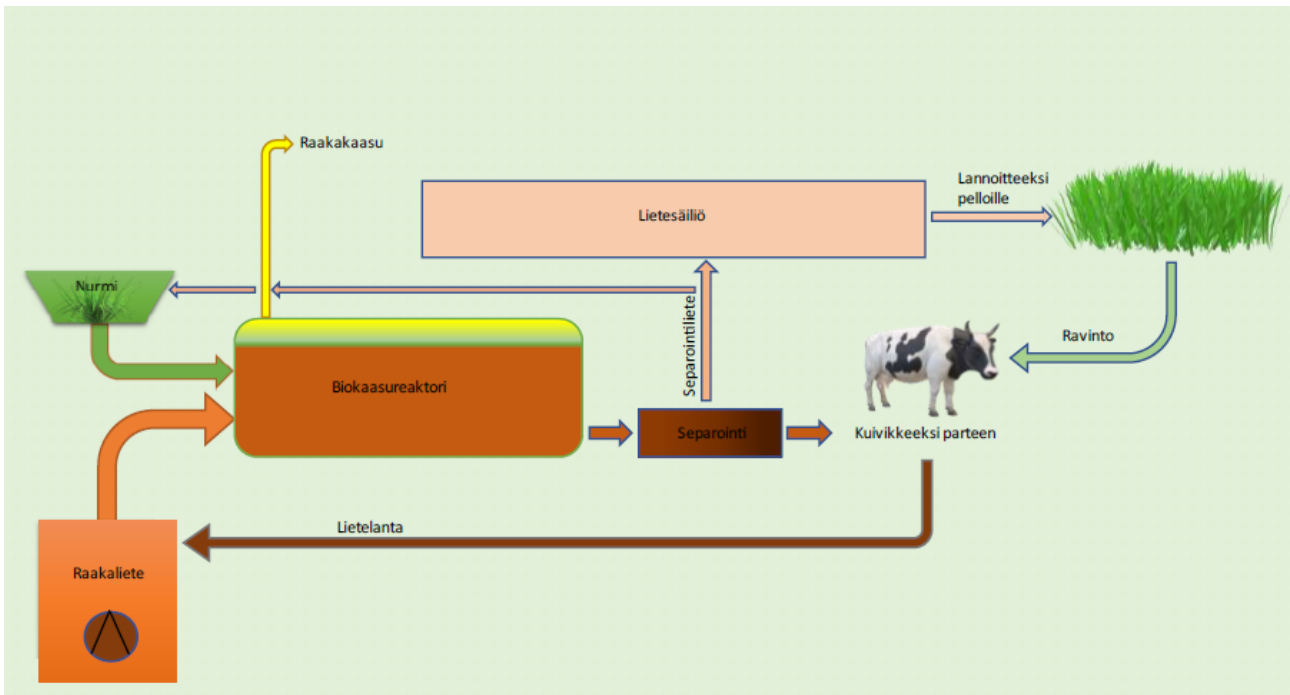 Raakakaasu
Lannoitteeksi
pelloille
Lietesäiliö
Nurmi
Separointiliete
Ravinto
Biokaasureaktori
Separointi
Kuivikkeeksi parteen
Lietelanta
Raakaliete